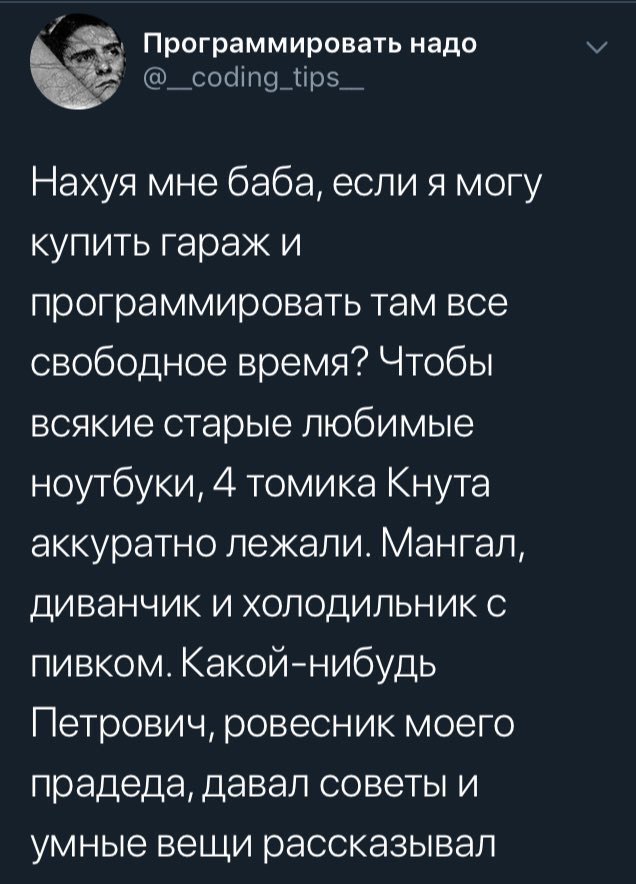 Программировать надо
@__coding_tips__
Нахуя мне баба, если я могу
купить гараж и
программировать там все
свободное время? Чтобы
всякие старые любимые
ноутбуки, 4 томика Кнута
аккуратно лежали. Мангал,
диванчик и холодильник с
пивком. Какой-нибудь
Петрович, ровесник моего
прадеда, давал советы и
умные вещи рассказывал